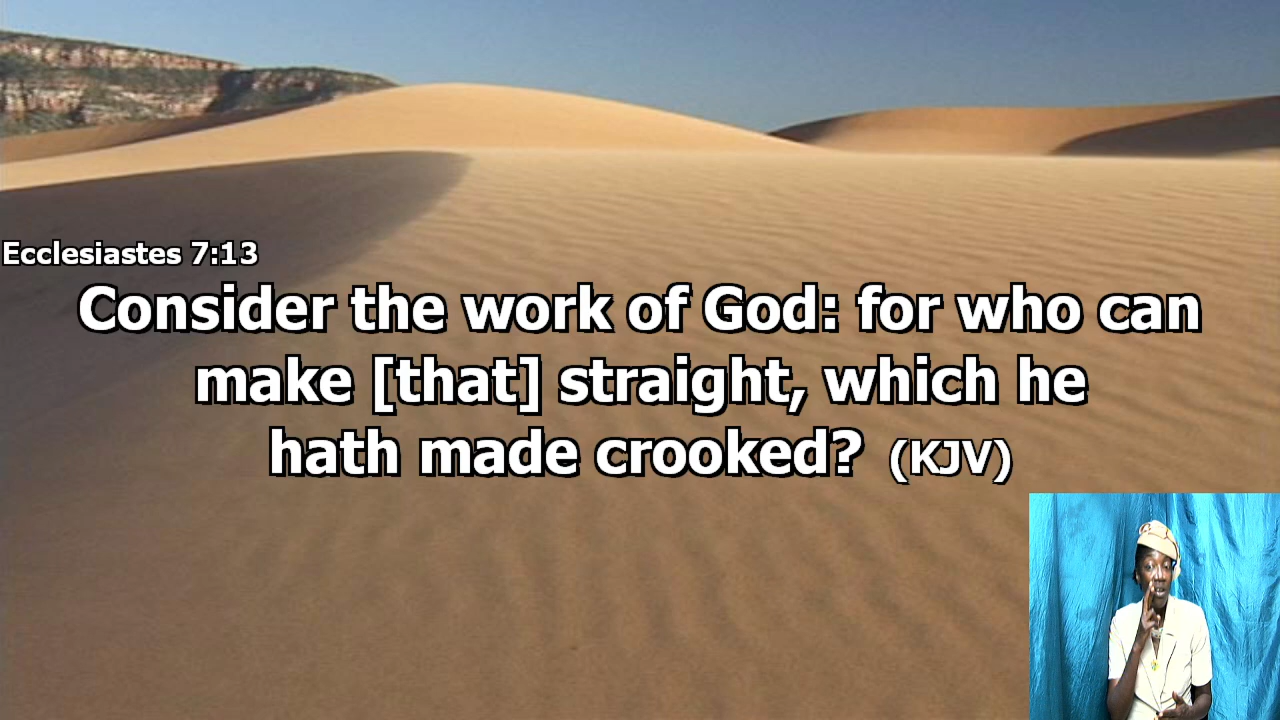 Ecclesiastes 7:13
Consider the work of God: for who can
make [that] straight, which he
hath made crooked? (KJV)